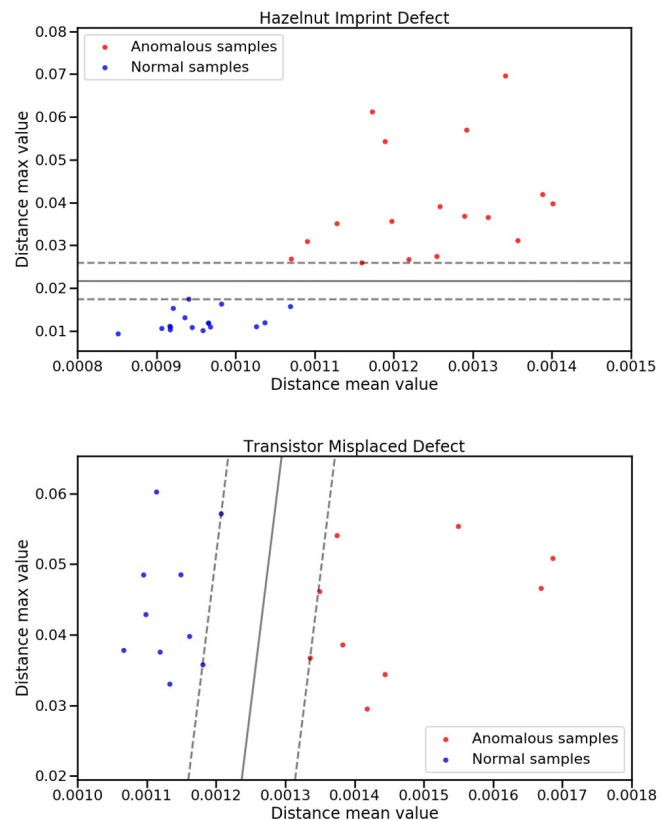 Hazelnut Imprint Defect
0.08
0.07
0.06
0.05
0.04
0.03
0.02
0.01
Distance max value
Anomalous samples
Normal samples
0.0008 0.0009 0.0010 0.0011 0.0012 0.0013 0.0014 0.0015
Distance mean value
Transistor Misplaced Defect
0.06
0.05
0.04
0.03
0.02
Distance max value
Anomalous samples
Normal samples
0.0010 0.0011 0.0012 0.0013 0.0014 0.0015 0.0016 0.0017 0.0018
Distance mean value